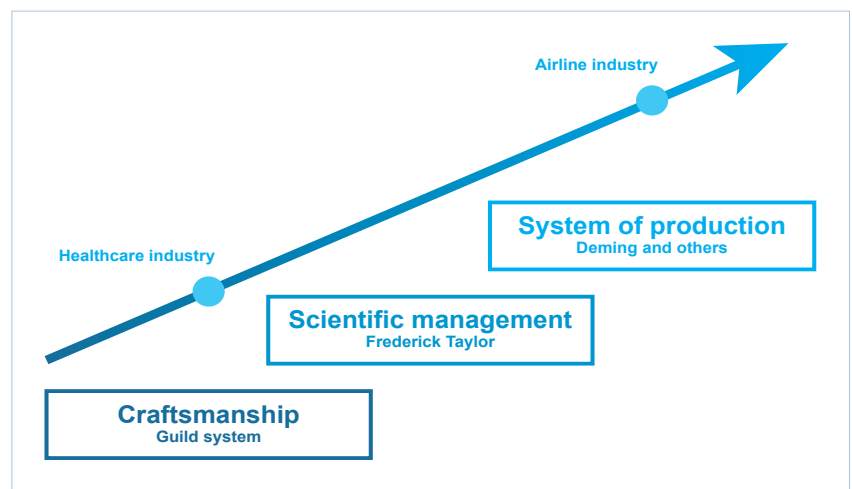 Airline industry
System of production
Deming and others
Healthcare industry
Scientific management
Frederick Taylor
Craftsmanship
Guild system